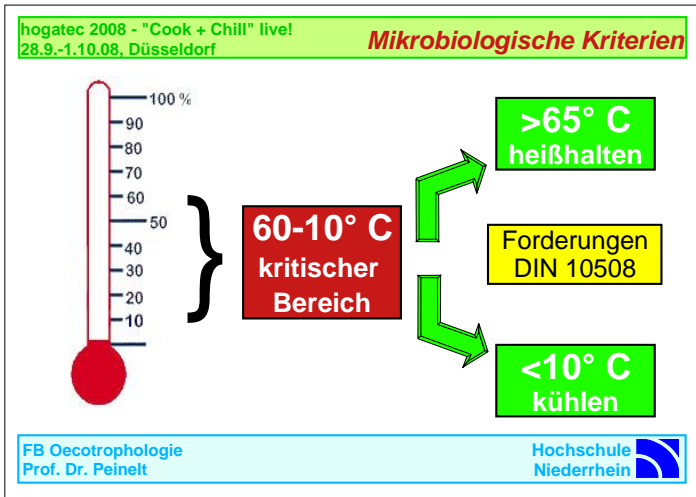 hogatec 2008 - "Cook + Chill" live!
28.9.-1.10.08, Düsseldorf
Mikrobiologische Kriterien
100 %
90
80
70
60
50
40
30
20
10
}
60-10° C
kritischer
Bereich
>65° C
heißhalten
Forderungen
DIN 10508
<10° C
kühlen
FB Oecotrophologie
Prof. Dr. Peinelt
Hochschule
Niederrhein